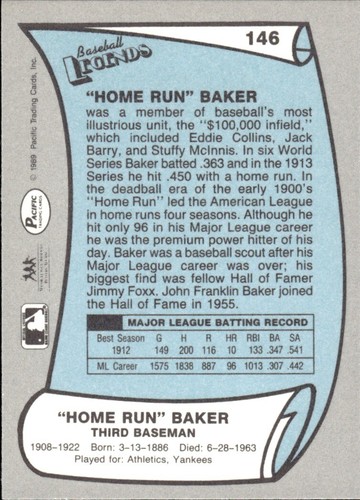 146
Baseball
LEGENDS
"HOME RUN" BAKER
was a member of baseball's most
illustrious unit, the "$100,000 infield,"
which included Eddie Collins, Jack
Barry, and Stuffy McInnis. In six World
Series Baker batted .363 and in the 1913
Series he hit .450 with a home run. In
the deadball era of the early 1900's
"Home Run" led the American League
in home runs four seasons. Although he
hit only 96 in his Major League career
he was the premium power hitter of his
day. Baker was a baseball scout after his
Major League career was over; his
biggest find was fellow Hall of Famer
Jimmy Foxx. John Franklin Baker joined
the Hall of Fame in 1955.
MAJOR LEAGUE BATTING RECORD
Best Season G H R HR RBI BA SA
1912 149 200 116 10 133 .347 .541
ML Career 1575 1838 887 96 1013 .307 .442
"HOME RUN" BAKER
THIRD BASEMAN
1908-1922 Born: 3-13-1886 Died: 6-28-1963
Played for: Athletics, Yankees
© 1989 Pacific Trading Cards, Inc.
PACIFIC